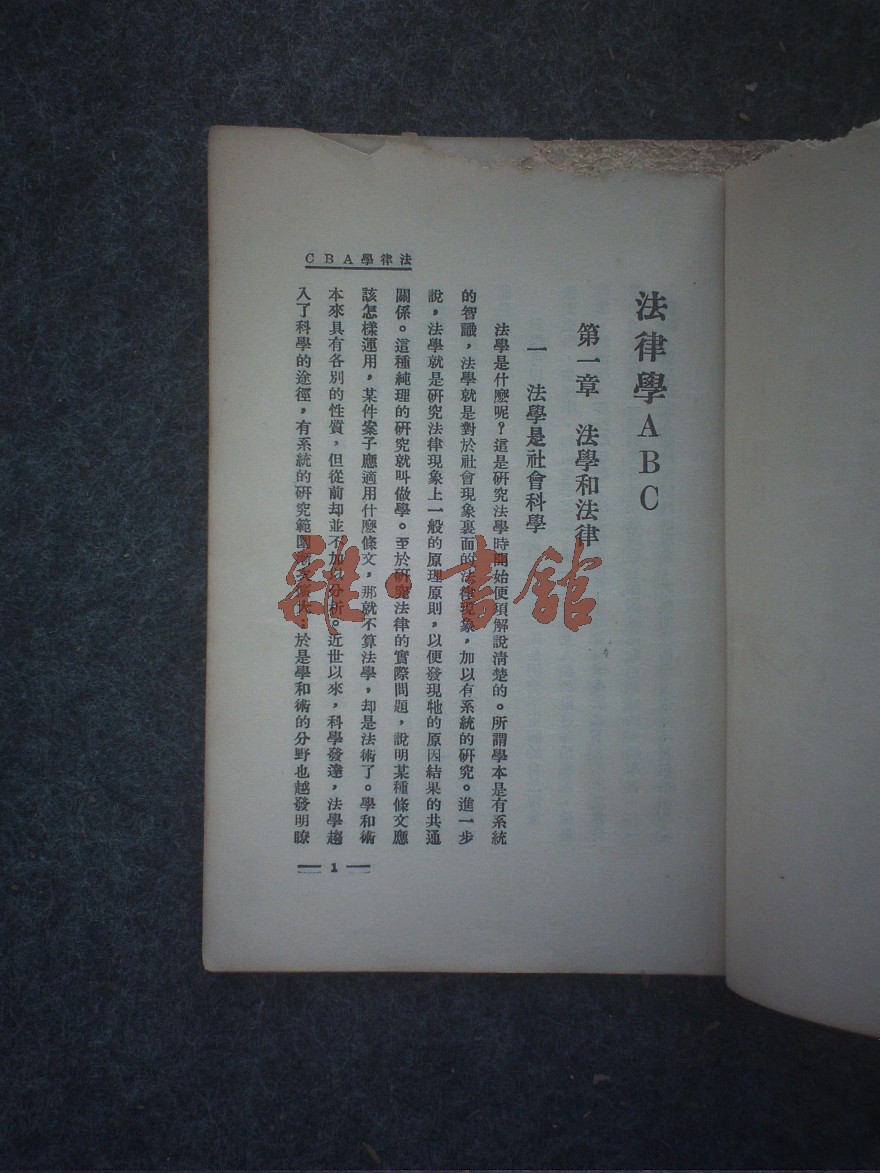 法律學ABC
法律學ABC
第一章 法學和法律
一 法學是社會科學
法學是什麽呢？這是研究法學時開始便須解說清楚的。所謂學本是有系統
的智識，法學就是對於社會現象裏面的法律現象，加以有系統的研究。進一步
說，法學就是研究法律現象上一般的原理原則，以便發現牠的原因結果的共通
關係。這種純理的研究就叫做學。至於研究法律的實際問題，說明某種條文應
該怎樣運用，某件案子應適用什麽條文，那就不算法學，却是法術了。學和術
本來具有各別的性質，但從前却並不加以分析。近世以來，科學發達，法學趨
入了科學的途徑，有系統的研究範圍大；於是學和術的分野也越發明瞭
1
雜·書館